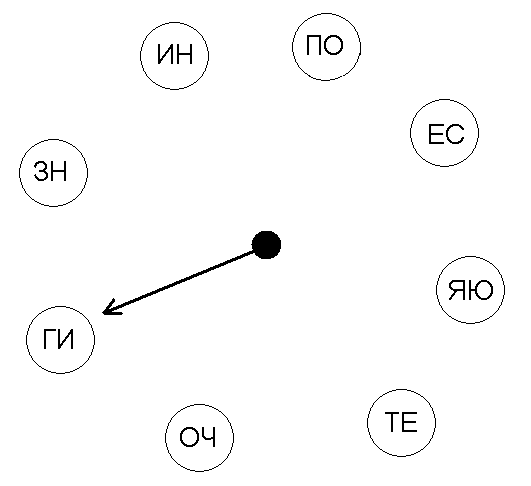 ИН
ПО
ЕС
ЯЮ
ТЕ
ОЧ
ГИ
ЗН